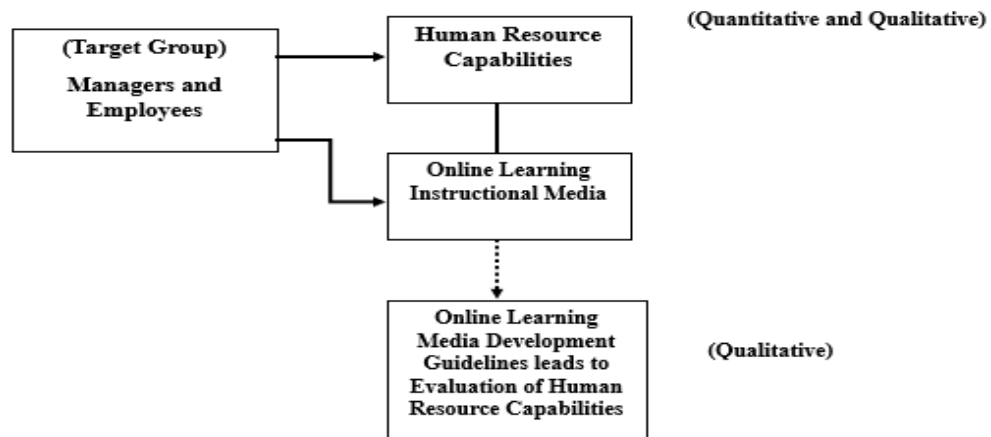 (Target Group)
Managers and
Employees
Human Resource
Capabilities
(Quantitative and Qualitative)
Online Learning
Instructional Media
Online Learning
Media Development
Guidelines leads to
Evaluation of Human
Resource Capabilities
(Qualitative)